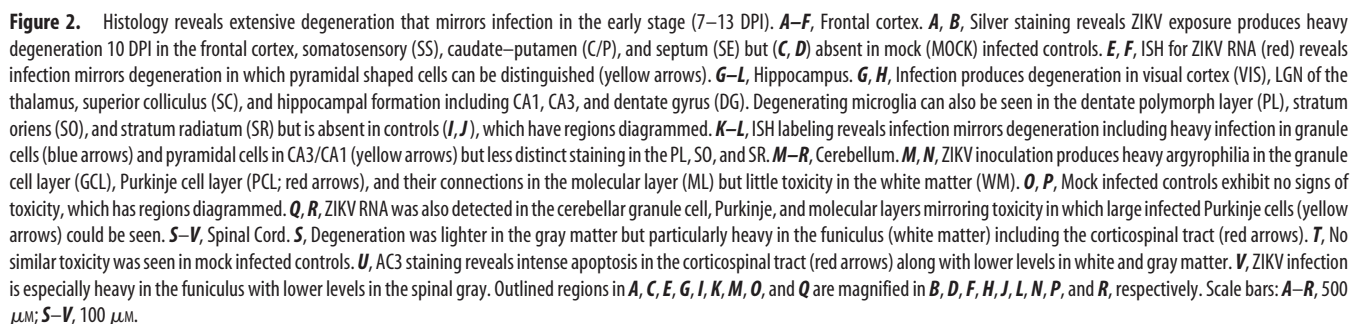 Figure 2. Histology reveals extensive degeneration that mirrors infection in the early stage (7–13 DPI). A–F, Frontal cortex. A, B, Silver staining reveals ZIKV exposure produces heavy
degeneration 10 DPI in the frontal cortex, somatosensory (SS), caudate–putamen (C/P), and septum (SE) but (C, D) absent in mock (MOCK) infected controls. E, F, ISH for ZIKV RNA (red) reveals
infection mirrors degeneration in which pyramidal shaped cells can be distinguished (yellow arrows). G–L, Hippocampus. G, H, Infection produces degeneration in visual cortex (VIS), LGN of the
thalamus, superior colliculus (SC), and hippocampal formation including CA1, CA3, and dentate gyrus (DG). Degenerating microglia can also be seen in the dentate polymorph layer (PL), stratum
oriens (SO), and stratum radiatum (SR) but is absent in controls (I, J ), which have regions diagrammed. K–L, ISH labeling reveals infection mirrors degeneration including heavy infection in granule
cells (blue arrows) and pyramidal cells in CA3/CA1 (yellow arrows) but less distinct staining in the PL, SO, and SR. M–R, Cerebellum. M, N, ZIKV inoculation produces heavy argyrophilia in the granule
cell layer (GCL), Purkinje cell layer (PCL; red arrows), and their connections in the molecular layer (ML) but little toxicity in the white matter (WM). O, P, Mock infected controls exhibit no signs of
toxicity, which has regions diagrammed. Q, R, ZIKV RNA was also detected in the cerebellar granule cell, Purkinje, and molecular layers mirroring toxicity in which large infected Purkinje cells (yellow
arrows) could be seen. S–V, Spinal Cord. S, Degeneration was lighter in the gray matter but particularly heavy in the funiculus (white matter) including the corticospinal tract (red arrows). T, No
similar toxicity was seen in mock infected controls. U, AC3 staining reveals intense apoptosis in the corticospinal tract (red arrows) along with lower levels in white and gray matter. V, ZIKV infection
is especially heavy in the funiculus with lower levels in the spinal gray. Outlined regions in A, C, E, G, I, K, M, O, and Q are magnified in B, D, F, H, J, L, N, P, and R, respectively. Scale bars: A–R, 500
μM; S–V, 100 μM.